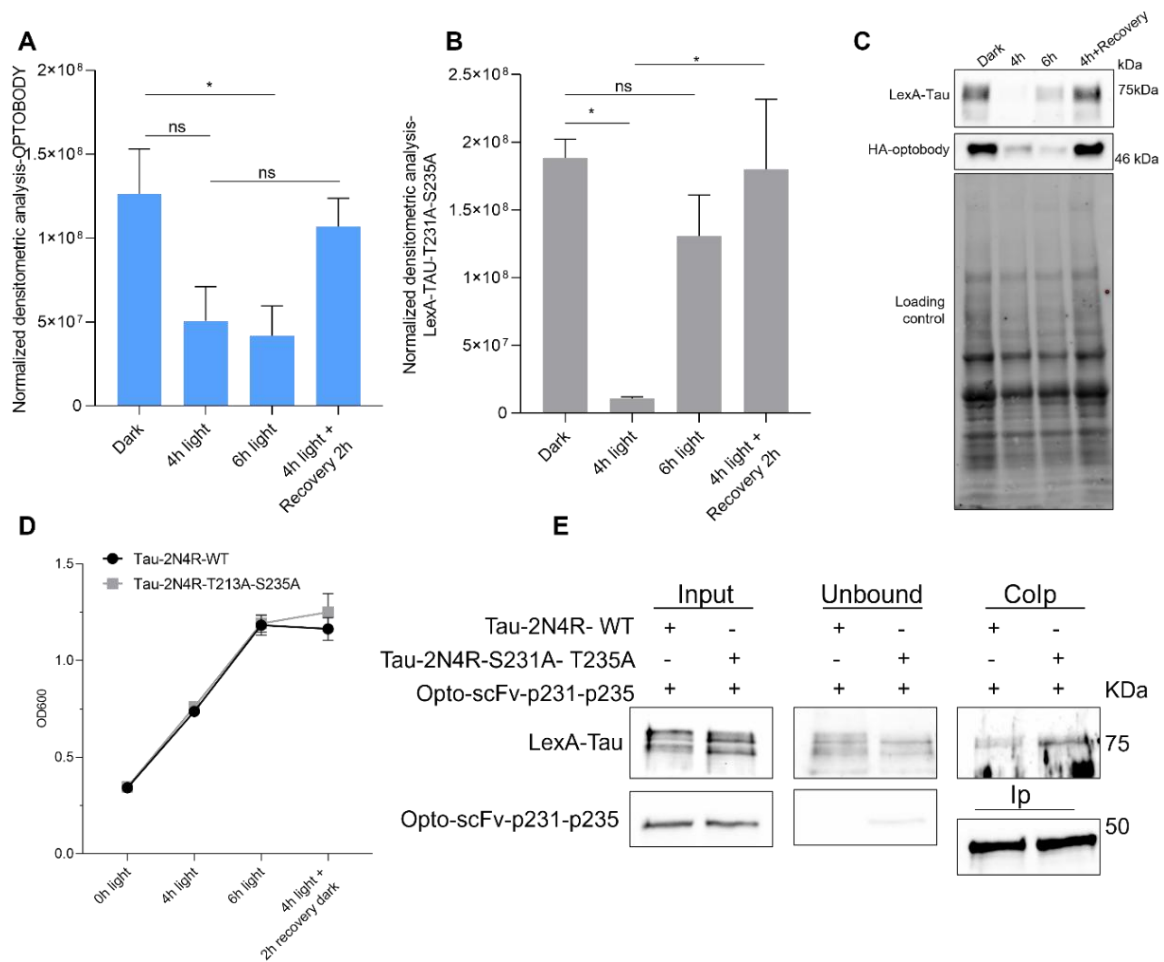 A
Normalized densitometric analysis-OPTOBODY
2×10⁸
1.5×10⁸
1×10⁸
5×10⁷
0
*
ns
ns
Dark
4h light
6h light
4h light +
Recovery 2h
B
Normalized densitometric analysis-
LexA-TAU-T231A-S235A
2.5×10⁸
2×10⁸
1.5×10⁸
1×10⁸
5×10⁷
0
*
ns
*
Dark
4h light
6h light
4h light +
Recovery 2h
C
Dark
4h
6h
4h+Recovery
kDa
LexA-Tau
75kDa
HA-optobody
46 kDa
Loading
control
D
Tau-2N4R-WT
Tau-2N4R-T213A-S235A
OD600
1.5
1.0
0.5
0.0
0h light
4h light
6h light
4h light +
2h recovery dark
E
Input
Unbound
CoIp
Tau-2N4R- WT
+ - + - + -
Tau-2N4R-S231A- T235A
- + - + - +
Opto-scFv-p231-p235
+ + + + + +
KDa
LexA-Tau
75
Ip
Opto-scFv-p231-p235
50